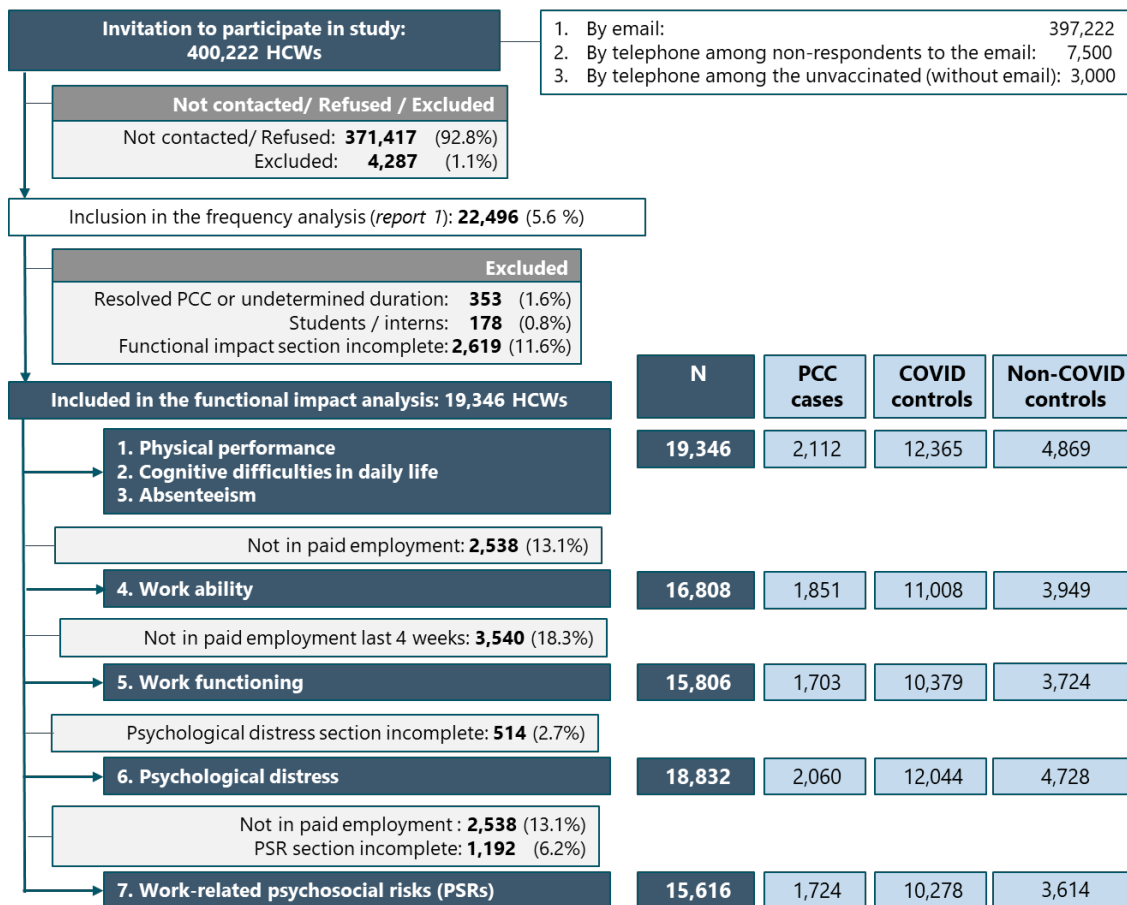 Invitation to participate in study:
400,222 HCWs
1. By email: 397,222
2. By telephone among non-respondents to the email: 7,500
3. By telephone among the unvaccinated (without email): 3,000
Not contacted/ Refused / Excluded
Not contacted/ Refused: 371,417 (92.8%)
Excluded: 4,287 (1.1%)
Inclusion in the frequency analysis (report 1): 22,496 (5.6 %)
Excluded
Resolved PCC or undetermined duration: 353 (1.6%)
Students / interns: 178 (0.8%)
Functional impact section incomplete: 2,619 (11.6%)
Included in the functional impact analysis: 19,346 HCWs
N
PCC
cases
COVID
controls
Non-COVID
controls
1. Physical performance
2. Cognitive difficulties in daily life
3. Absenteeism
19,346 2,112 12,365 4,869
Not in paid employment: 2,538 (13.1%)
4. Work ability
16,808 1,851 11,008 3,949
Not in paid employment last 4 weeks: 3,540 (18.3%)
5. Work functioning
15,806 1,703 10,379 3,724
Psychological distress section incomplete: 514 (2.7%)
6. Psychological distress
18,832 2,060 12,044 4,728
Not in paid employment : 2,538 (13.1%)
PSR section incomplete: 1,192 (6.2%)
7. Work-related psychosocial risks (PSRs)
15,616 1,724 10,278 3,614